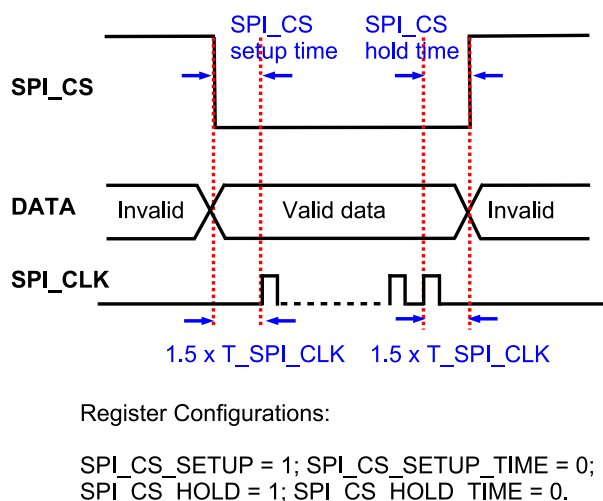 SPI_CS
setup time
SPI_CS
hold time
SPI_CS
DATA
Invalid
Valid data
Invalid
SPI_CLK
1.5 x T_SPI_CLK
1.5 x T_SPI_CLK
Register Configurations:
SPI_CS_SETUP = 1; SPI_CS_SETUP_TIME = 0;
SPI_CS_HOLD = 1; SPI_CS_HOLD_TIME = 0.